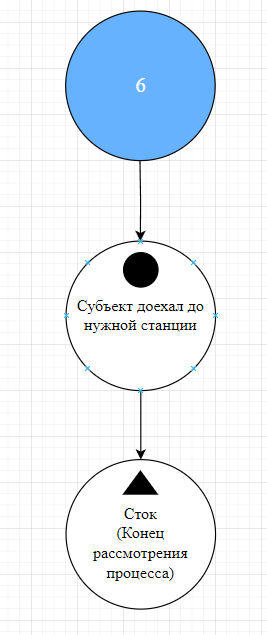 6
Субъект доехал до
нужной станции
Сток
(Конец
рассмотрения
процесса)